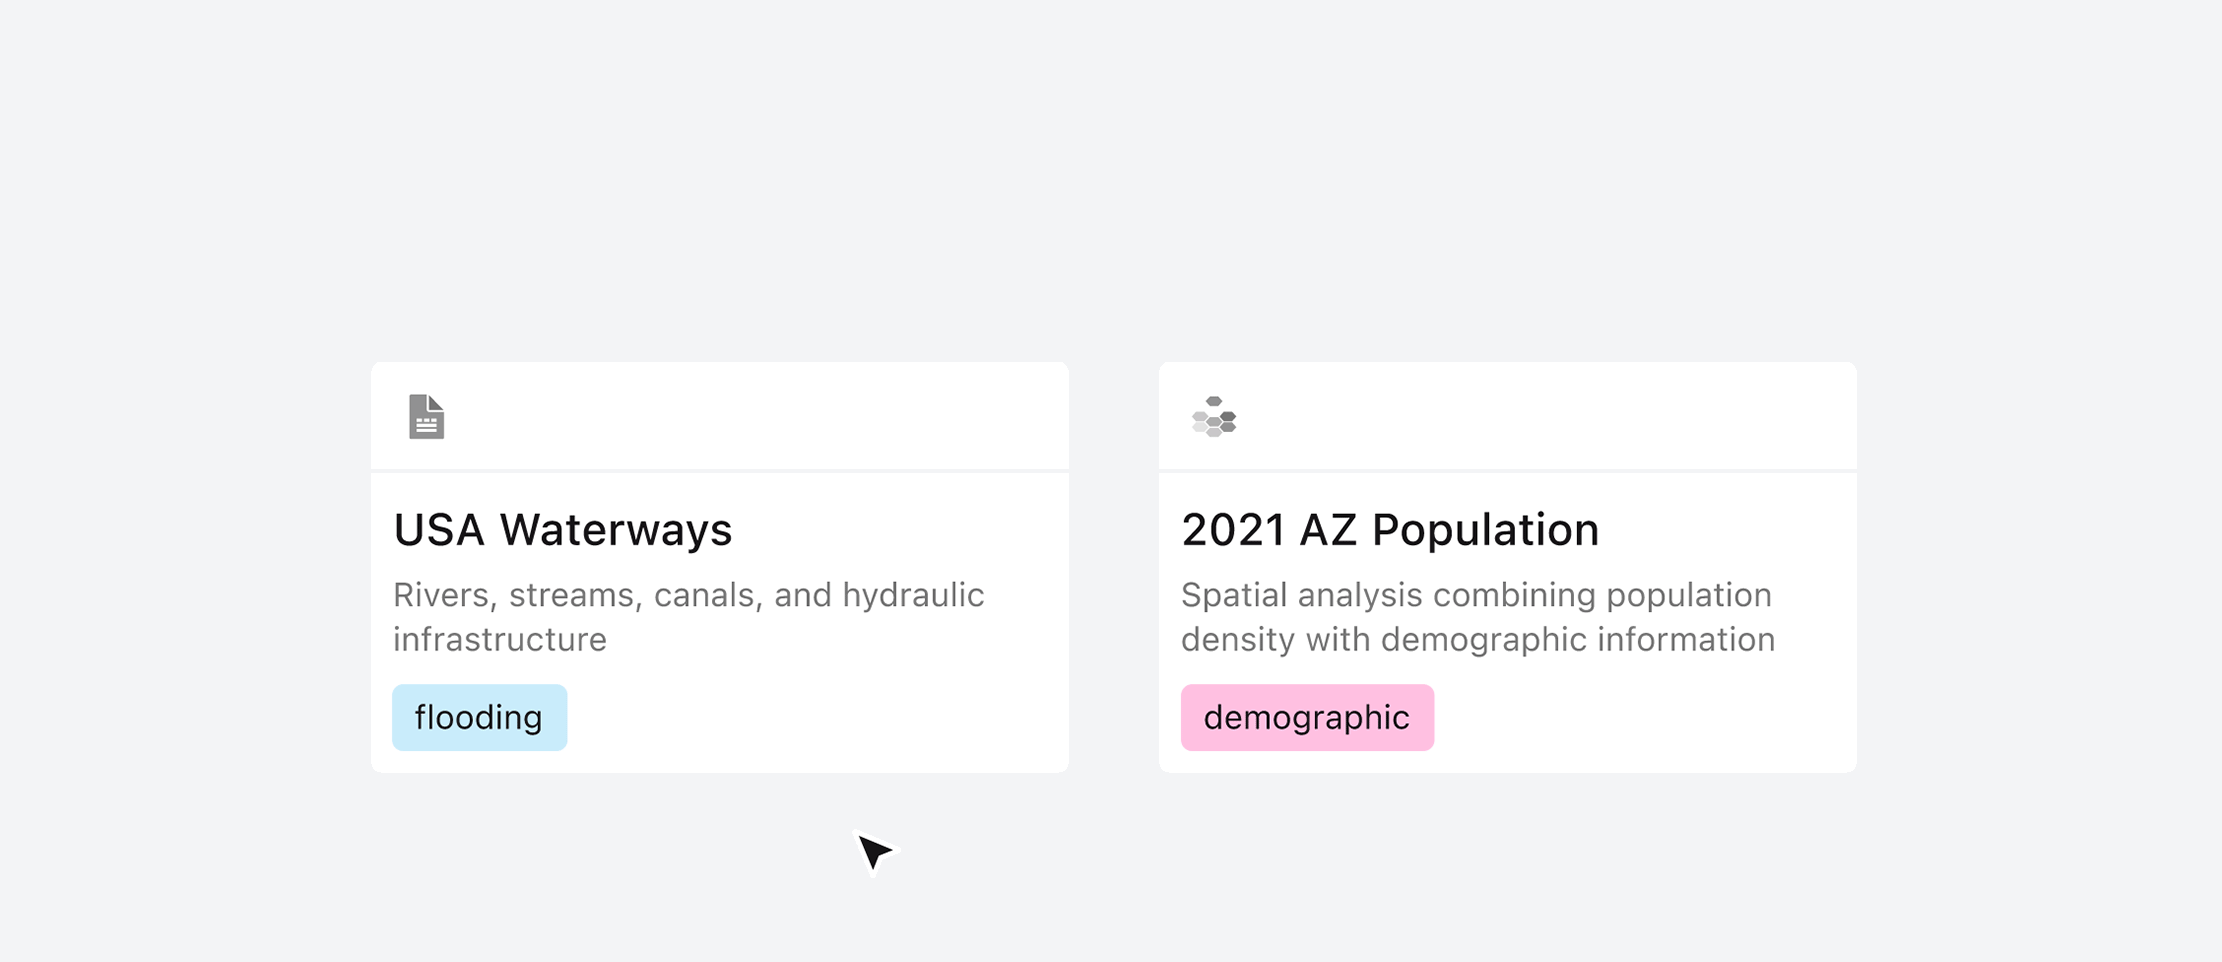 USA Waterways
Rivers, streams, canals, and hydraulic
infrastructure
flooding
2021 AZ Population
Spatial analysis combining population
density with demographic information
demographic